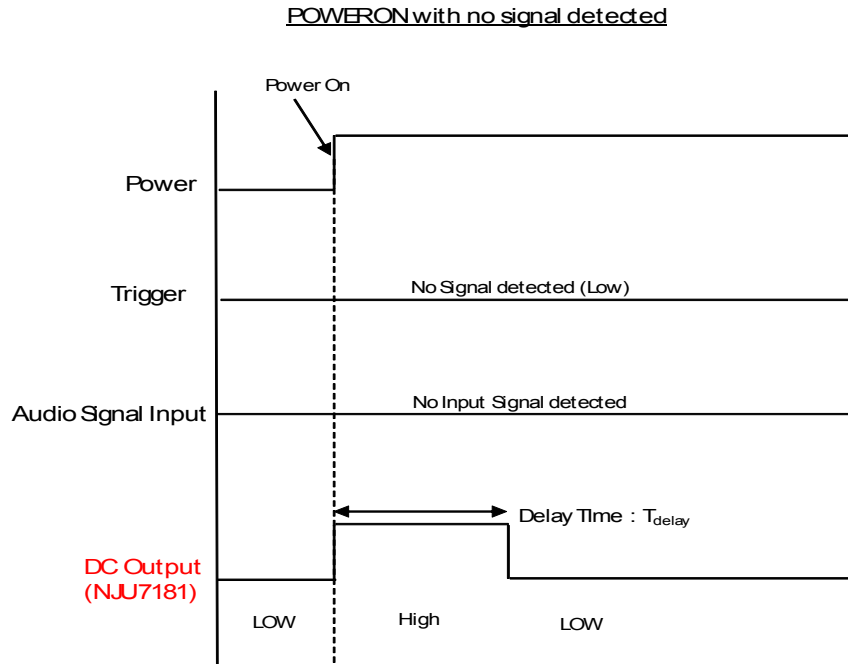 POWERON with no signal detected
Power On
Power
Trigger
No Signal detected (Low)
Audio Signal Input
No Input Signal detected
Delay TIme : Tdelay
DC Output
(NJU7181)
LOW
High
LOW